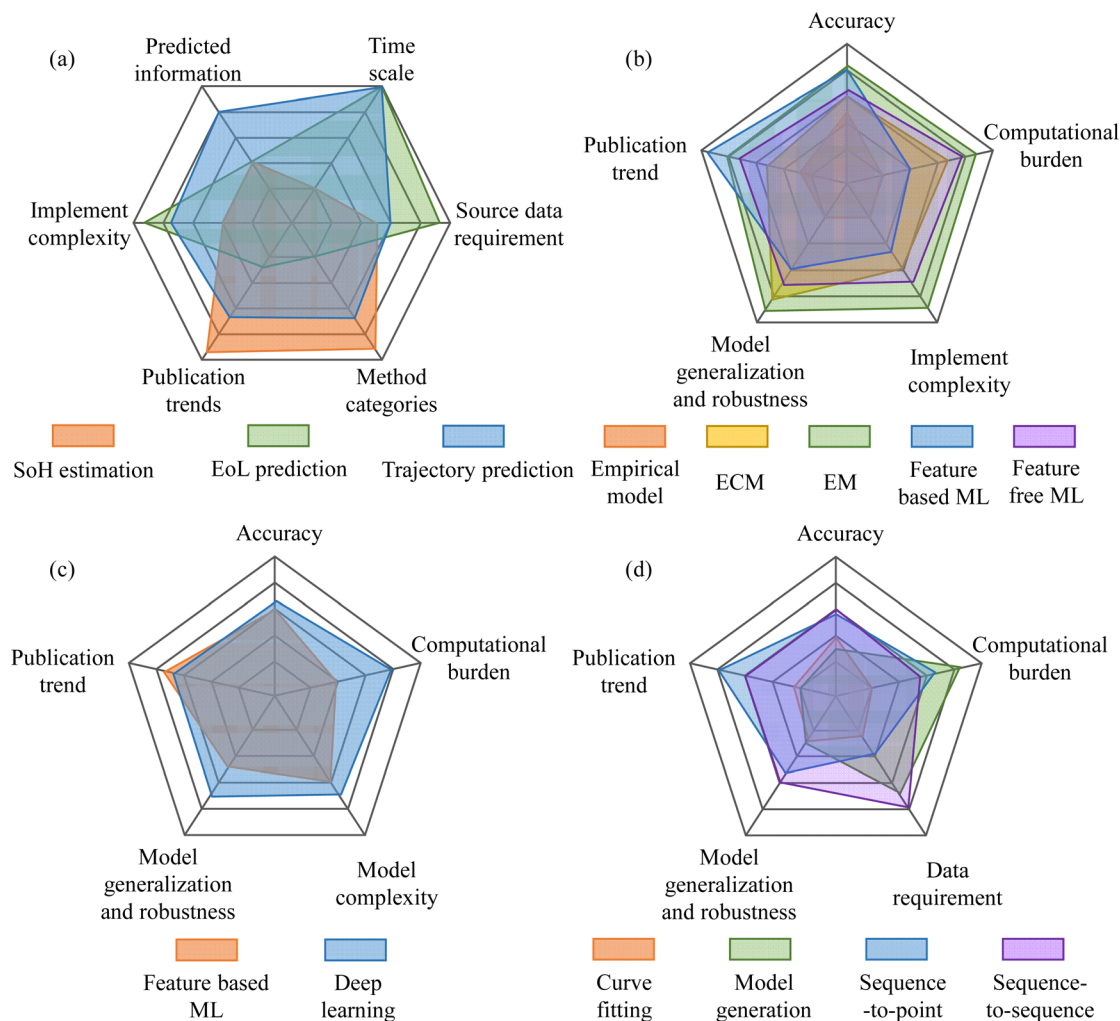 (a)
Predicted
information
Time
scale
Implement
complexity
Source data
requirement
Publication
trends
Method
categories
SoH estimation
EoL prediction
Trajectory prediction
(b)
Accuracy
Publication
trend
Computational
burden
Model
generalization
and robustness
Implement
complexity
Empirical
model
ECM
EM
Feature
based ML
Feature
free ML
(c)
Accuracy
Publication
trend
Computational
burden
Model
generalization
and robustness
Model
complexity
Feature based
ML
Deep
learning
(d)
Accuracy
Publication
trend
Computational
burden
Model
generalization
and robustness
Data
requirement
Curve
fitting
Model
generation
Sequence
-to-point
Sequence-
to-sequence